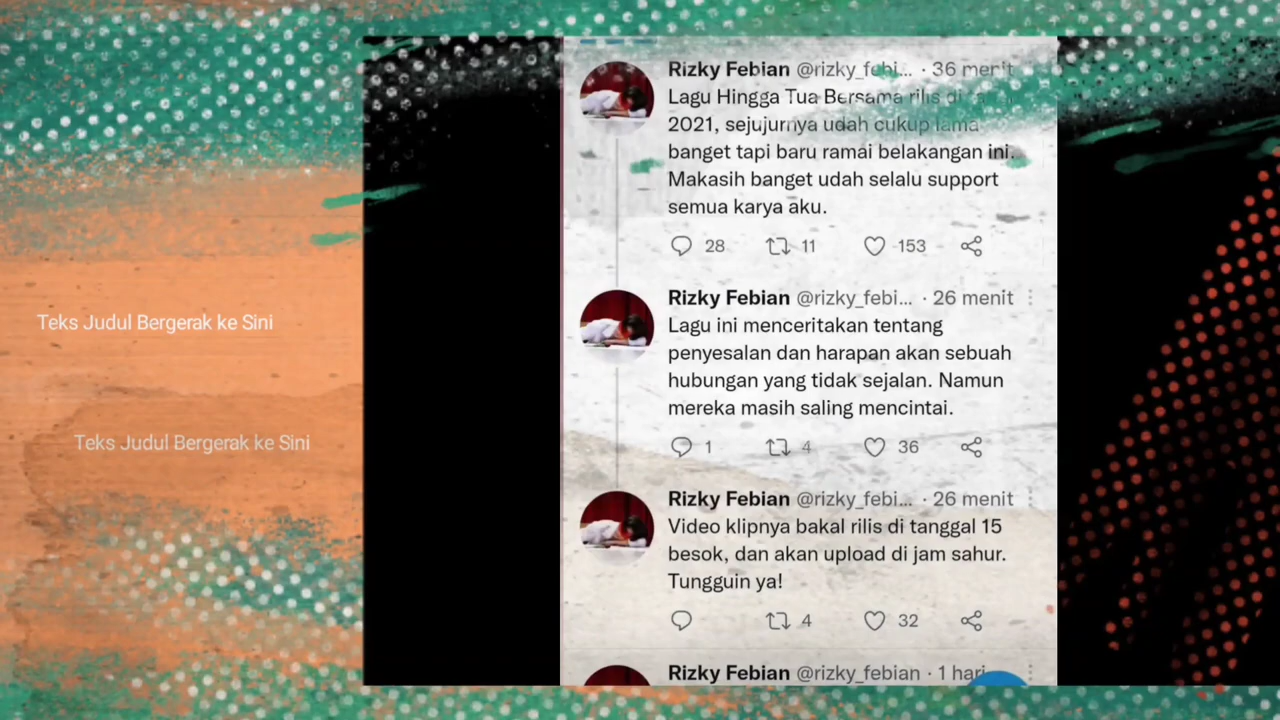 Teks Judul Bergerak ke Sini
Teks Judul Bergerak ke Sini
Rizky Febian @rizky_febi... · 36 menit
Lagu Hingga Tua Bersama rilis di
2021, sejujurnya udah cukup lama
banget tapi baru ramai belakangan ini.
Makasih banget udah selalu support
semua karya aku.
28 11 153
Rizky Febian @rizky_febi... · 26 menit
Lagu ini menceritakan tentang
penyesalan dan harapan akan sebuah
hubungan yang tidak sejalan. Namun
mereka masih saling mencintai.
1 4 36
Rizky Febian @rizky_febi... · 26 menit
Video klipnya bakal rilis di tanggal 15
besok, dan akan upload di jam sahur.
Tungguin ya!
4 32
Rizky Febian @rizky_febian · 1 hari